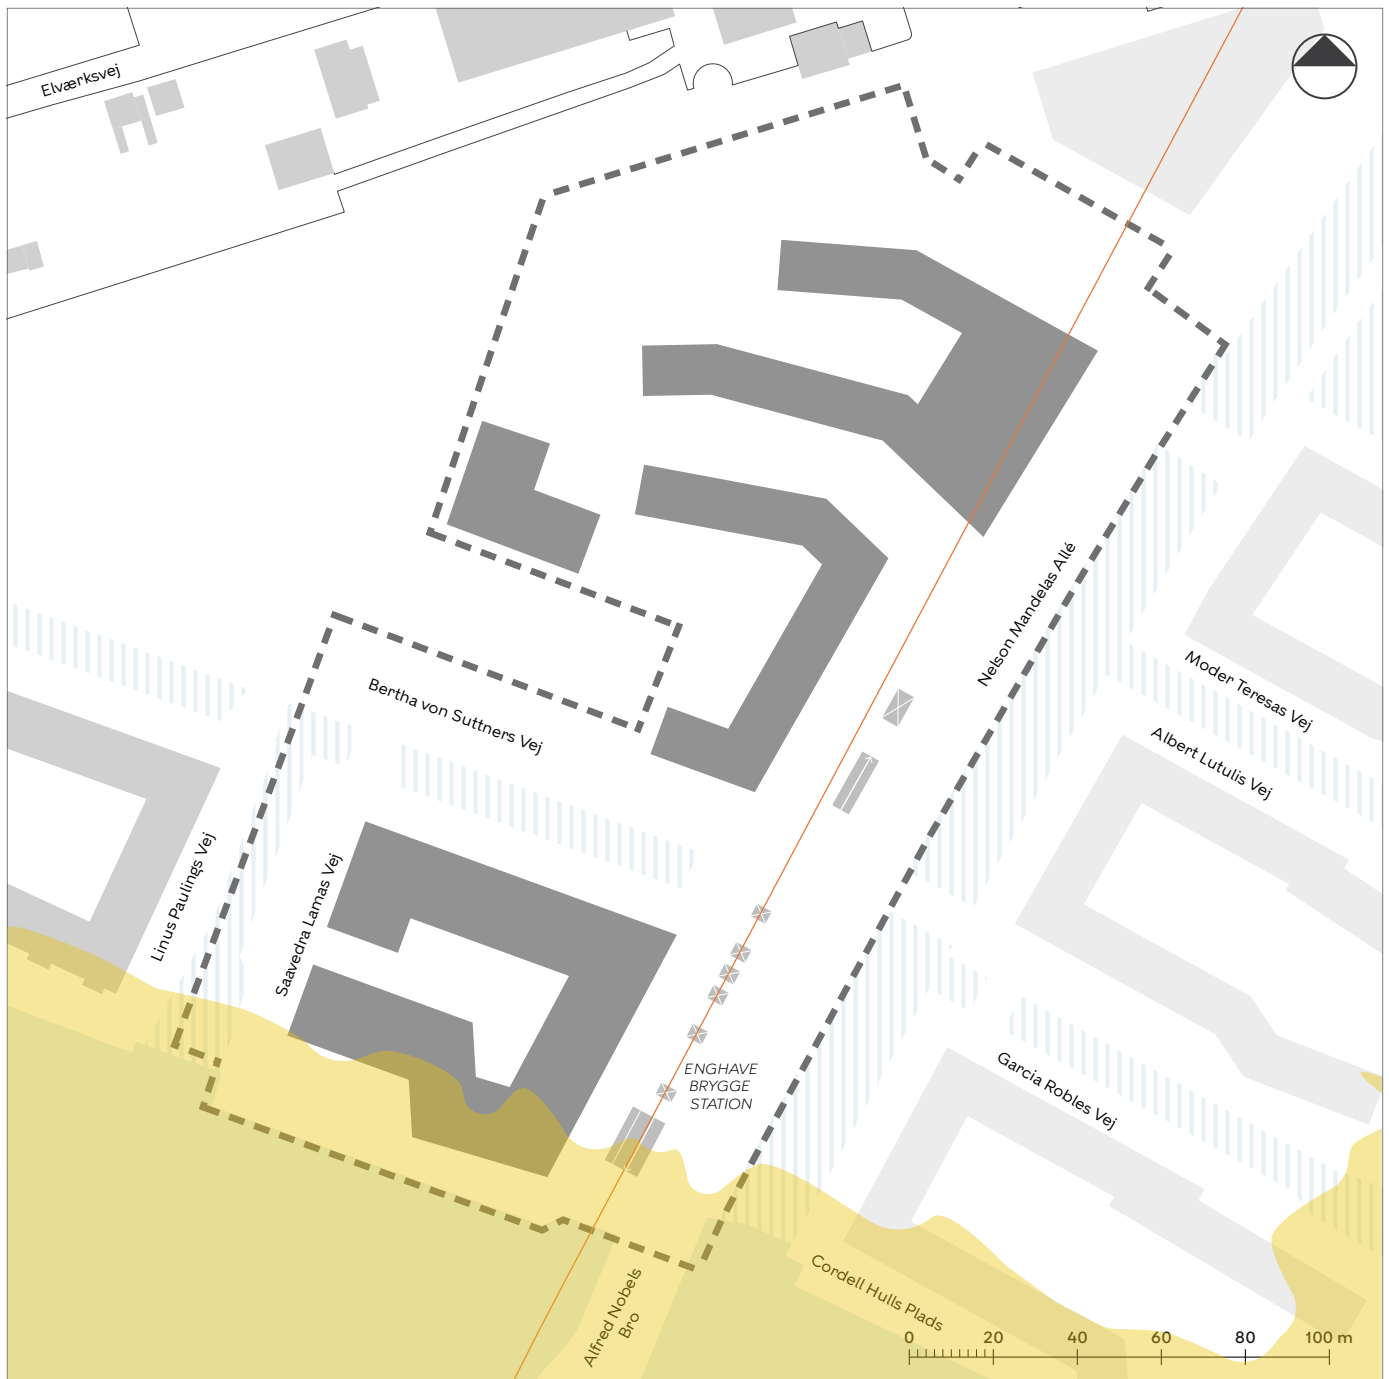 Elværksvej
Nelson Mandelas Allé
Moder Teresas Vej
Bertha von Suttners Vej
Albert Lutulis Vej
Linus Paulings Vej
Saavedra Lamas Vej
ENGHAVE
BRYGGE
STATION
Garcia Robles Vej
Cordell Hulls Plads
Alfred Nobels
Bro
0 20 40 60 80 100 m